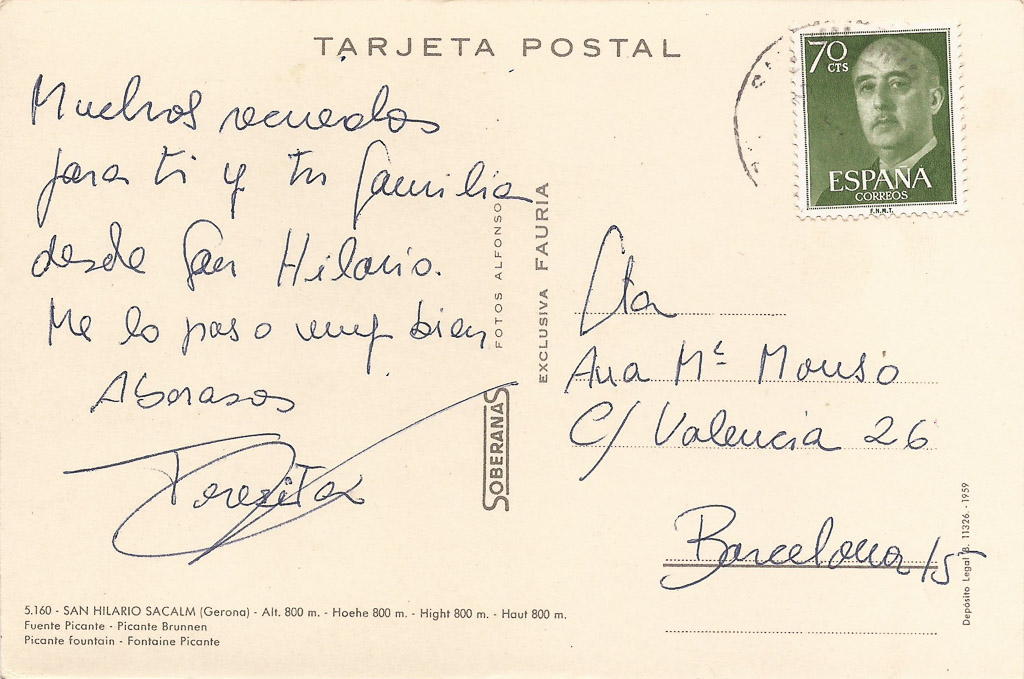 TARJETA POSTAL
Muchos recuerdos
para ti y tu familia
desde San Hilario.
Me lo paso muy bien
Abrazos
Teresita
5.160 - SAN HILARIO SACALM (Gerona) - Alt. 800 m. - Hoehe 800 m. - Hight 800 m. - Haut 800 m.
Fuente Picante - Picante Brunnen
Picante fountain - Fontaine Picante
FOTOS ALFONSO
SOBERANAS
EXCLUSIVA FAURIA
70 CTS
ESPAÑA
CORREOS
F.N.M.T.
Sta
Ana Mª Monsó
C/ Valencia 26
Barcelona/15
Depósito Legal B. 11326.-1959